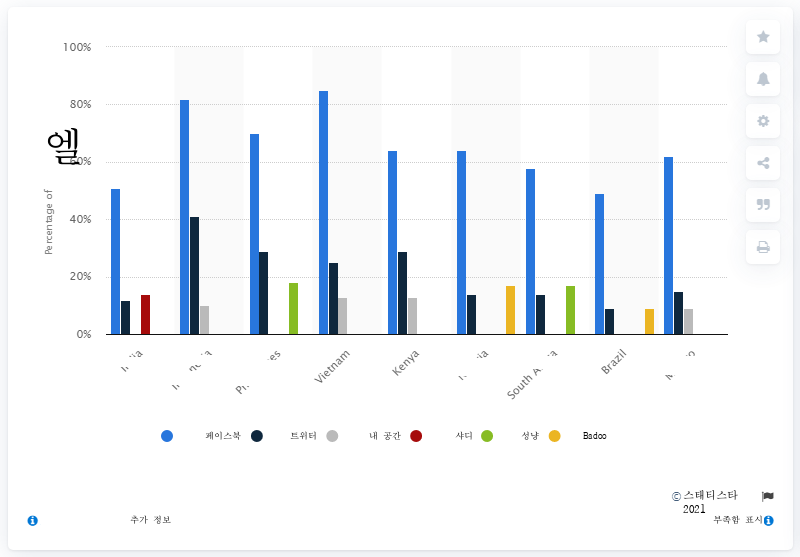 100%
80%
엘
60%
40%
20%
0%
Percentage of
Vietnam
Kenya
South
Brazil
페이스북 트위터 내 공간 샤디 성냥 Badoo
© 스태티스타
2021
추가 정보 부족함 표시